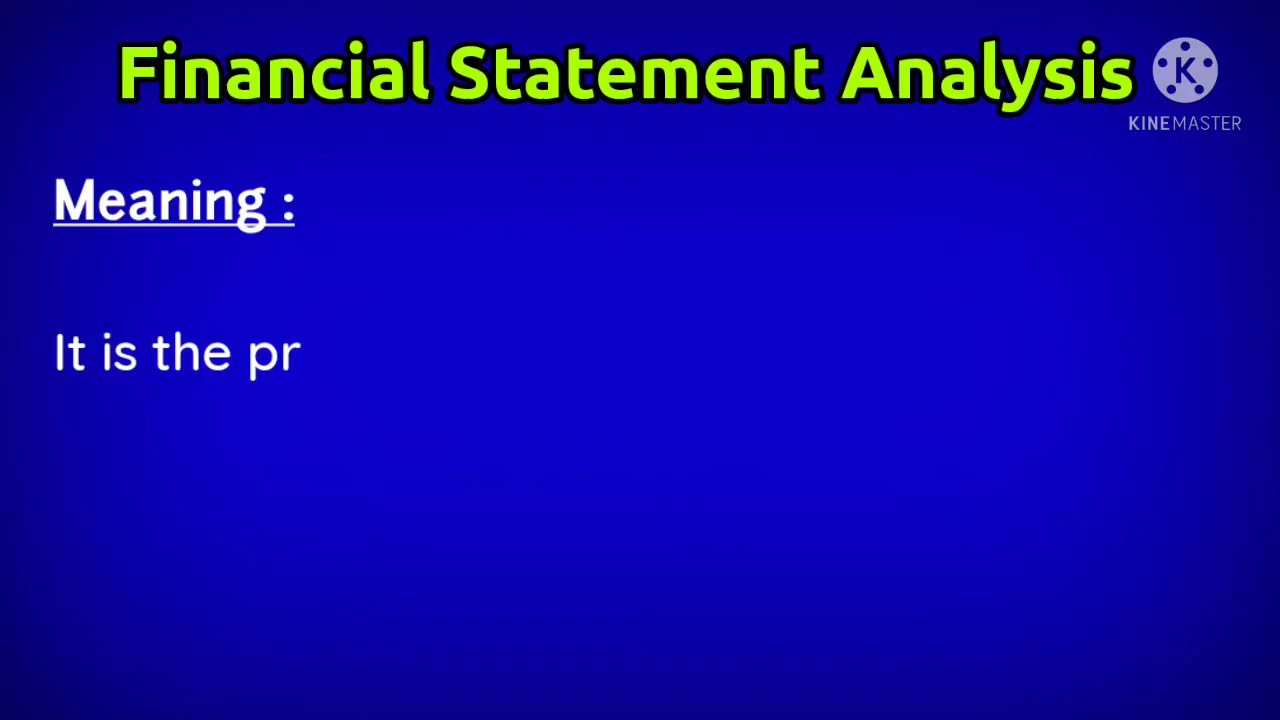 Financial Statement Analysis
KINEMASTER
Meaning :
It is the pr